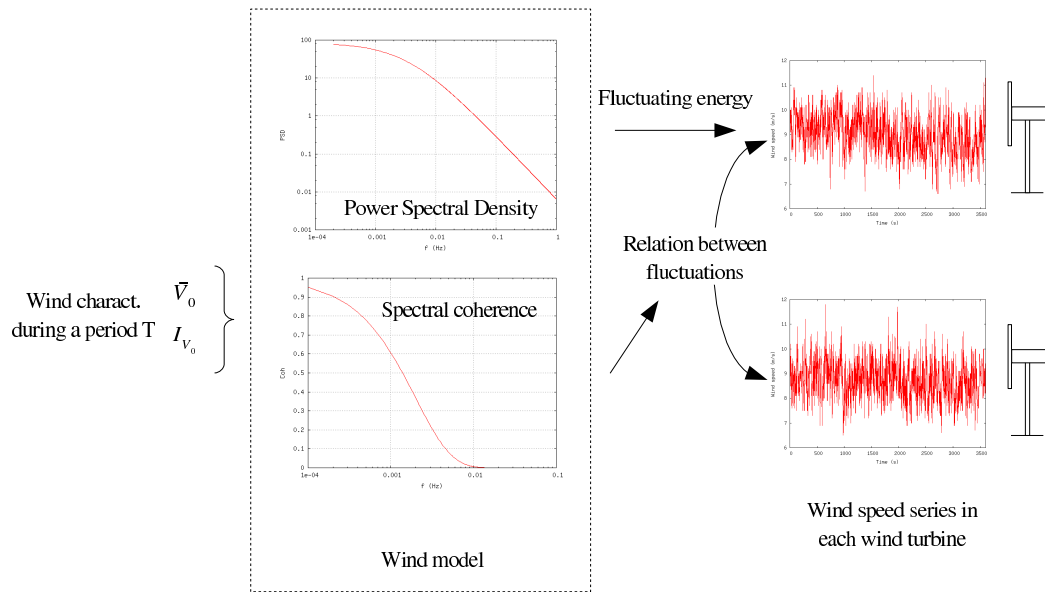 Wind charact.
during a period T
V̄0
IV0
100
10
1
0.1
0.01
0.001
PSD
Power Spectral Density
1e-04 0.001 0.01 0.1 1
f (Hz)
1
0.9
0.8
0.7
0.6
0.5
0.4
0.3
0.2
0.1
0
Coh
Spectral coherence
1e-04 0.001 0.01 0.1
f (Hz)
Wind model
Fluctuating energy
Relation between
fluctuations
12
11
10
9
8
7
6
Wind speed (m/s)
0 500 1000 1500 2000 2500 3000 3500
Time (s)
12
11
10
9
8
7
6
Wind speed (m/s)
0 500 1000 1500 2000 2500 3000 3500
Time (s)
Wind speed series in
each wind turbine